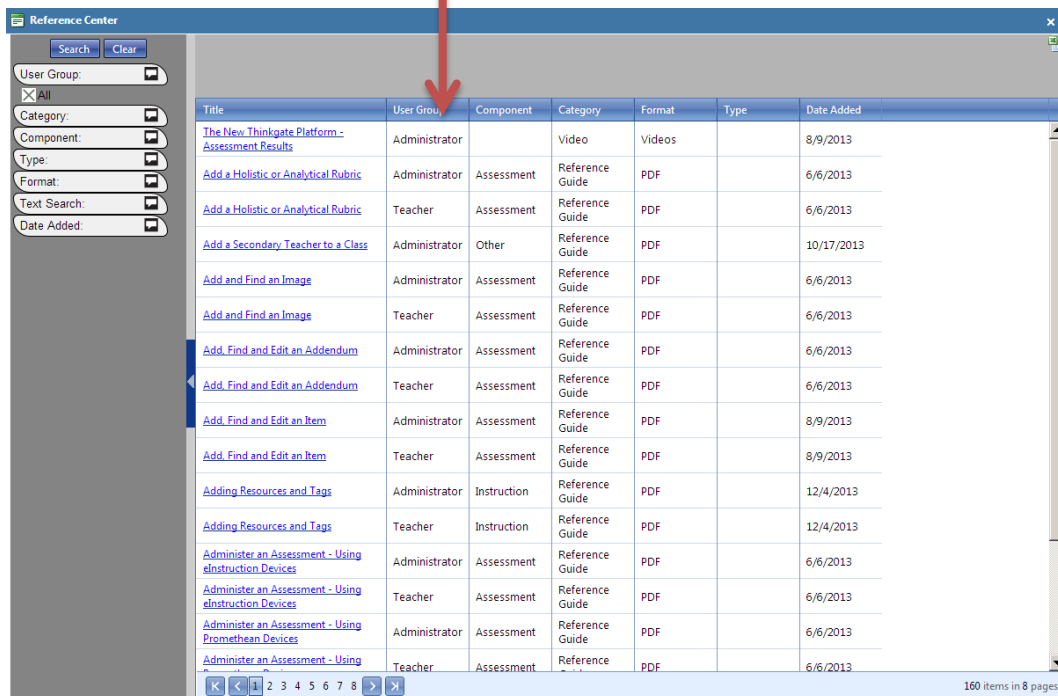 Reference Center
Search Clear
User Group:
All
Category:
Component:
Type:
Format:
Text Search:
Date Added:
Title User Group Component Category Format Type Date Added
The New Thinkgate Platform -
Assessment Results
Administrator Video Videos 8/9/2013
Add a Holistic or Analytical Rubric Administrator Assessment Reference
Guide PDF 6/6/2013
Add a Holistic or Analytical Rubric Teacher Assessment Reference
Guide PDF 6/6/2013
Add a Secondary Teacher to a Class Administrator Other Reference
Guide PDF 10/17/2013
Add and Find an Image Administrator Assessment Reference
Guide PDF 6/6/2013
Add and Find an Image Teacher Assessment Reference
Guide PDF 6/6/2013
Add, Find and Edit an Addendum Administrator Assessment Reference
Guide PDF 6/6/2013
Add, Find and Edit an Addendum Teacher Assessment Reference
Guide PDF 6/6/2013
Add, Find and Edit an Item Administrator Assessment Reference
Guide PDF 8/9/2013
Add, Find and Edit an Item Teacher Assessment Reference
Guide PDF 8/9/2013
Adding Resources and Tags Administrator Instruction Reference
Guide PDF 12/4/2013
Adding Resources and Tags Teacher Instruction Reference
Guide PDF 12/4/2013
Administer an Assessment - Using
eInstruction Devices
Administrator Assessment Reference
Guide PDF 6/6/2013
Administer an Assessment - Using
eInstruction Devices
Teacher Assessment Reference
Guide PDF 6/6/2013
Administer an Assessment - Using
Promethean Devices
Administrator Assessment Reference
Guide PDF 6/6/2013
Administer an Assessment - Using
Teacher Assessment Reference
PDF 6/6/2013
1 2 3 4 5 6 7 8
160 items in 8 pages